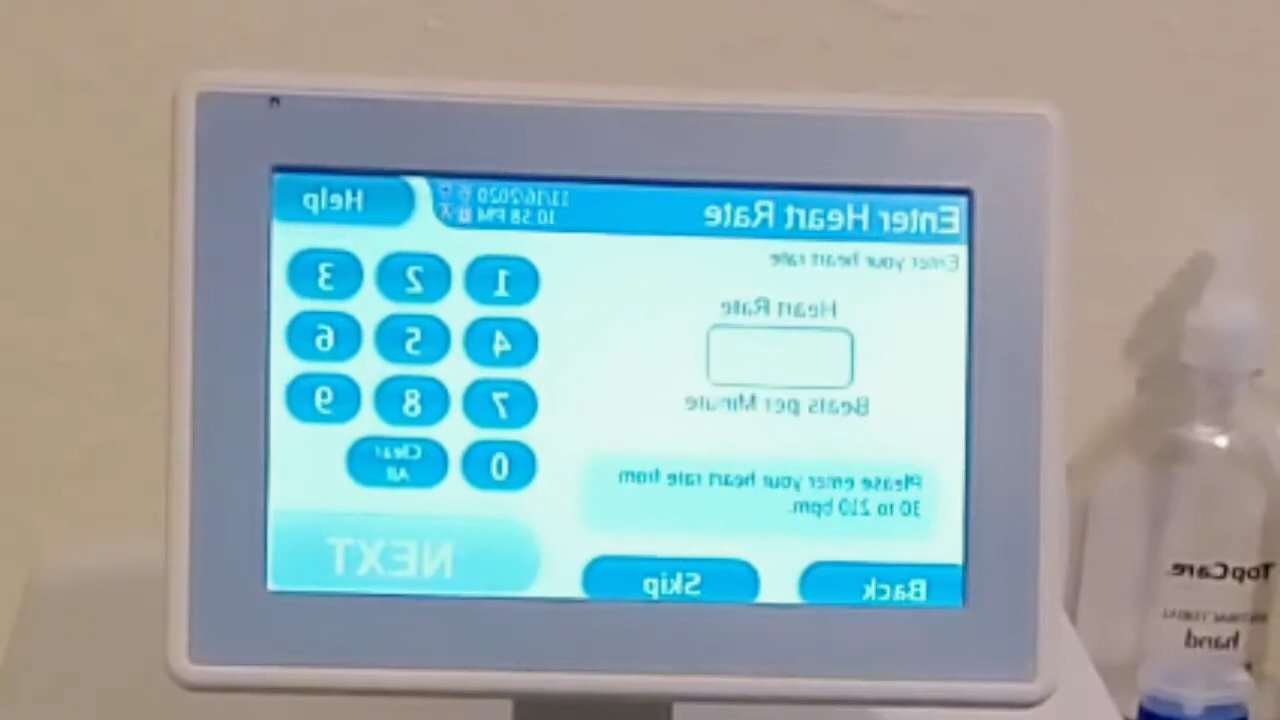 Enter Heart Rate
11/16/2020
10:58 PM
Help
Enter your heart rate
Heart Rate
Beats per Minute
Please enter your heart rate from
30 to 210 bpm.
1 2 3
4 5 6
7 8 9
0 Clear All
Back Skip NEXT
TopCare
hand